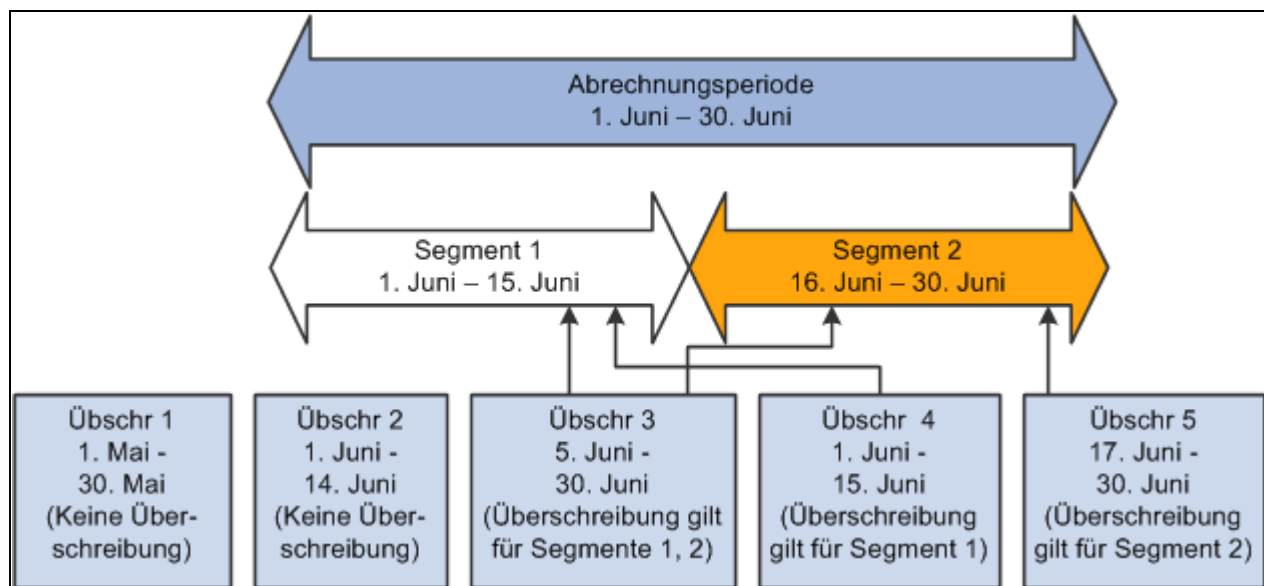 Abrechnungsperiode
1. Juni – 30. Juni
Segment 1
1. Juni – 15. Juni
Segment 2
16. Juni – 30. Juni
Übschr 1
1. Mai -
30. Mai
(Keine Über-
schreibung)
Übschr 2
1. Juni -
14. Juni
(Keine Über-
schreibung)
Übschr 3
5. Juni -
30. Juni
(Überschreibung gilt
für Segmente 1, 2)
Übschr 4
1. Juni -
15. Juni
(Überschreibung
gilt für Segment 1)
Übschr 5
17. Juni -
30. Juni
(Überschreibung
gilt für Segment 2)